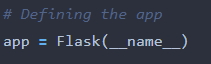 # Defining the app
app = Flask(__name__)